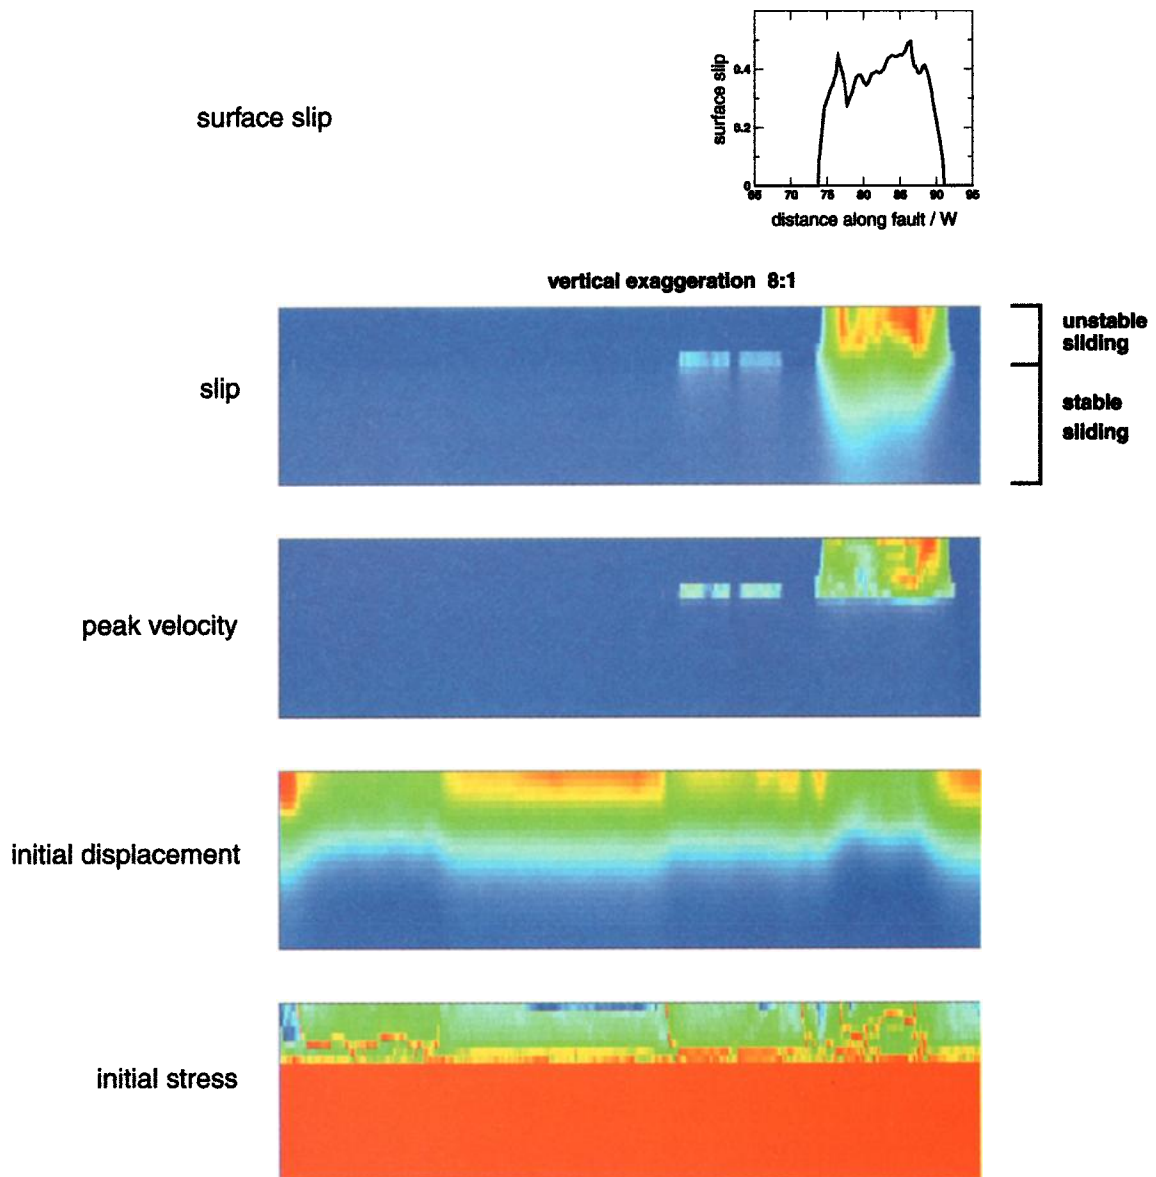 surface slip
surface slip
0.4
0.2
0
65 70 75 80 85 90 95
distance along fault / W
vertical exaggeration 8:1
slip
unstable
sliding
stable
sliding
peak velocity
initial displacement
initial stress